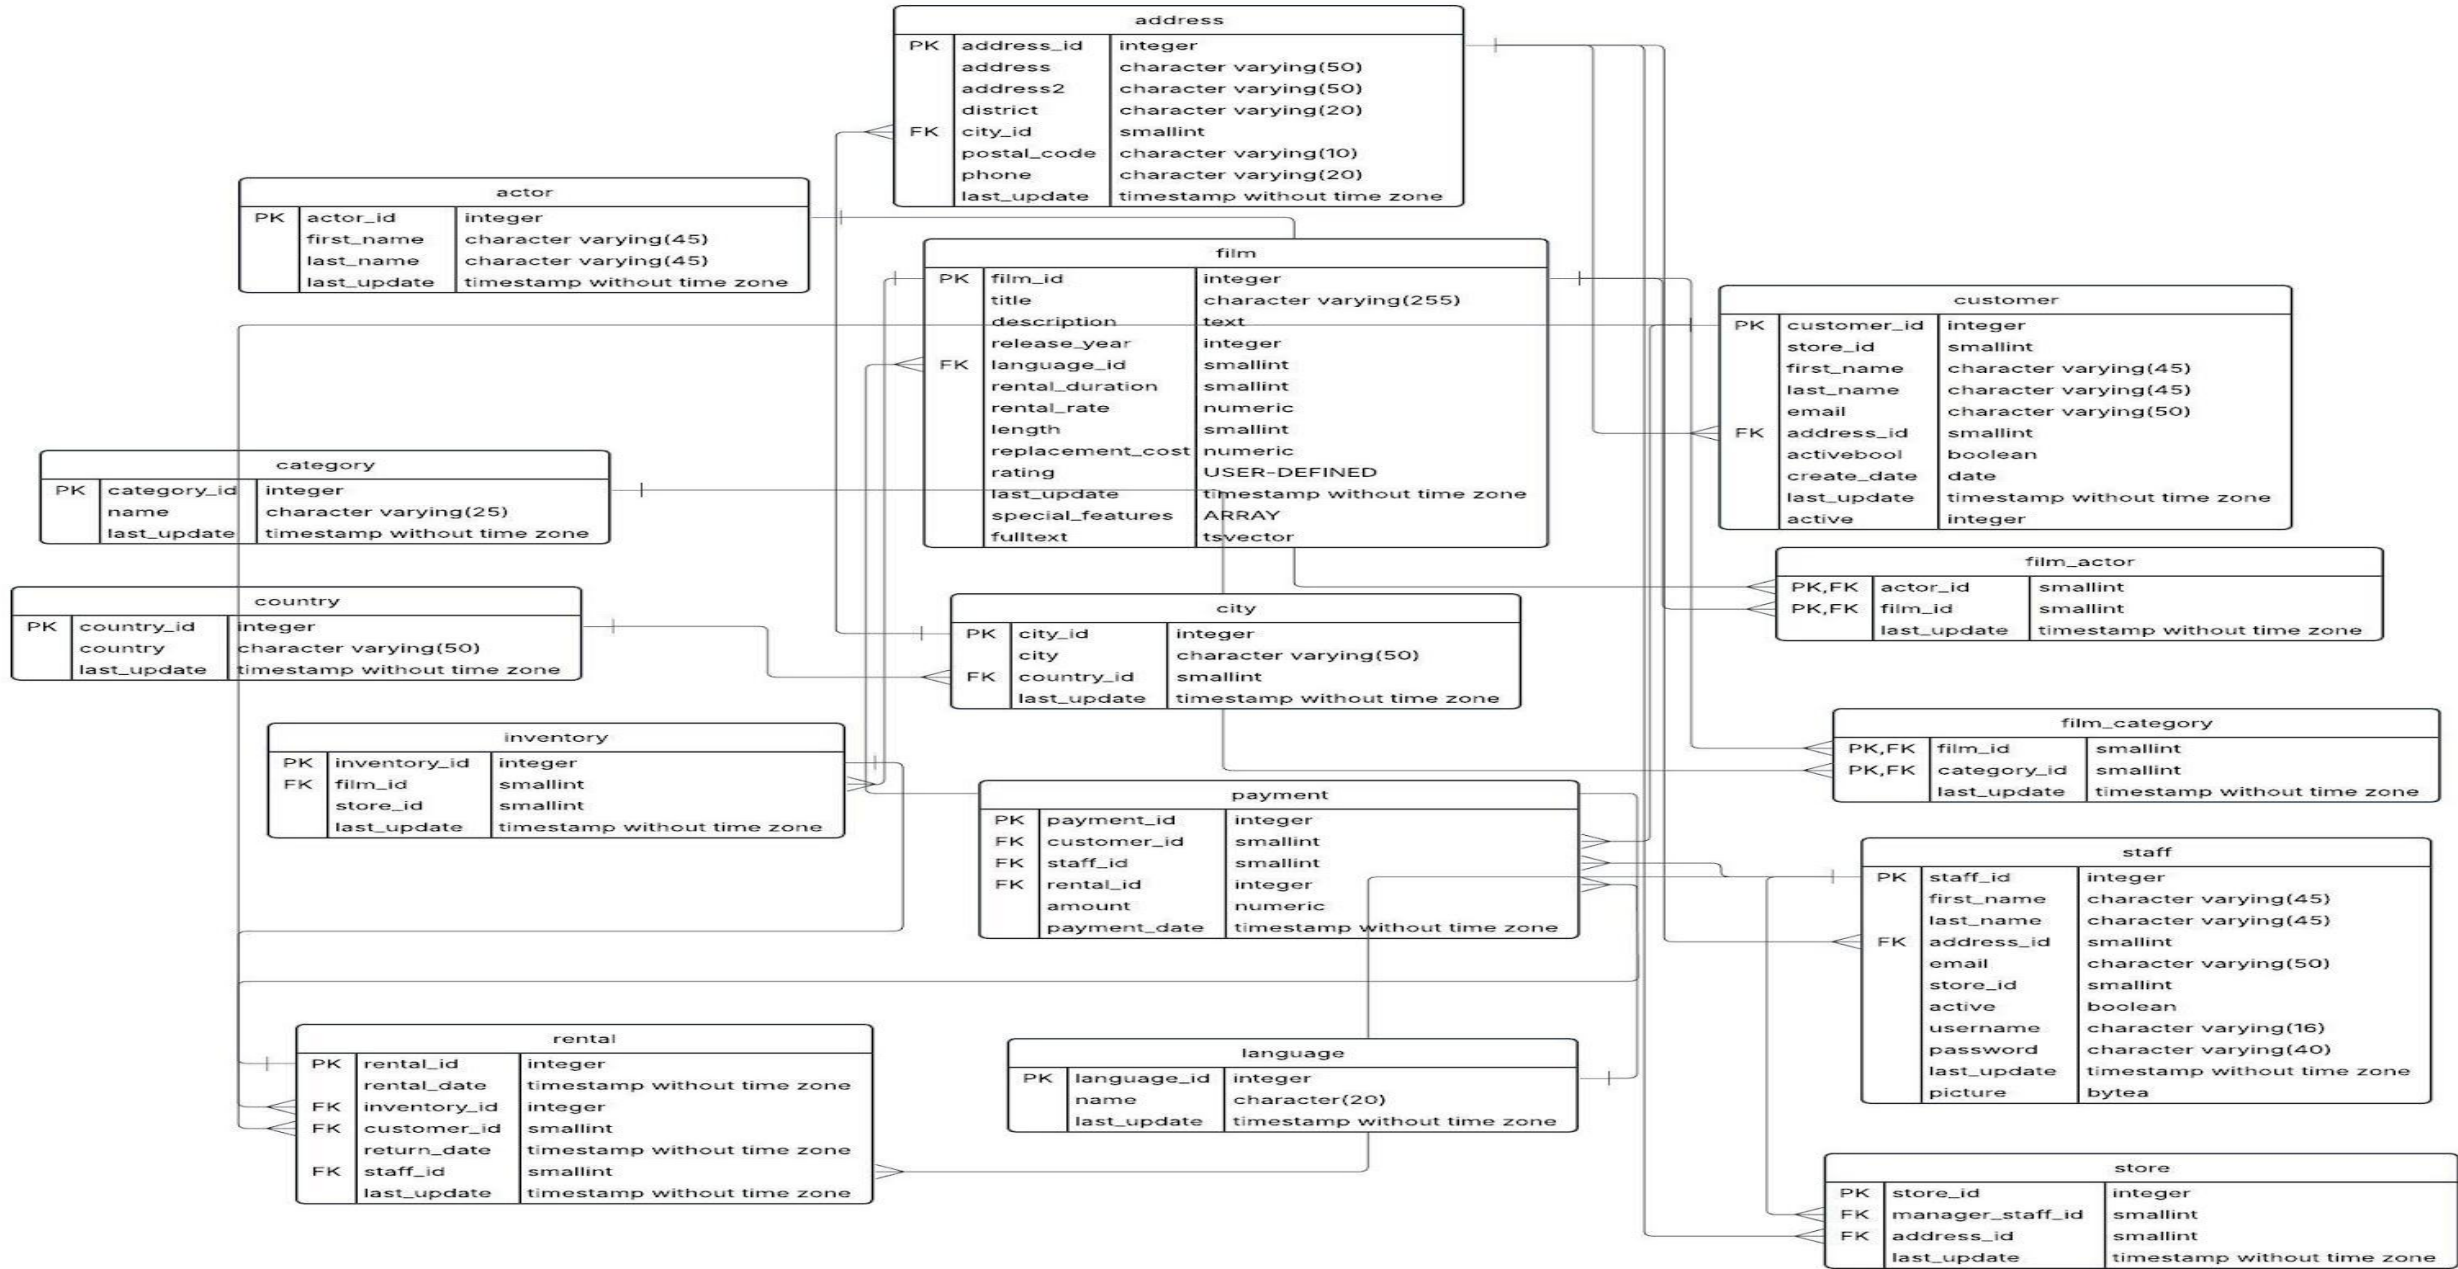 address
PK address_id integer
address character varying(50)
address2 character varying(50)
district character varying(20)
FK city_id smallint
postal_code character varying(10)
phone character varying(20)
last_update timestamp without time zone
actor
PK actor_id integer
first_name character varying(45)
last_name character varying(45)
last_update timestamp without time zone
film
PK film_id integer
title character varying(255)
description text
release_year integer
FK language_id smallint
rental_duration smallint
rental_rate numeric
length smallint
replacement_cost numeric
rating USER-DEFINED
last_update timestamp without time zone
special_features ARRAY
fulltext tsvector
customer
PK customer_id integer
store_id smallint
first_name character varying(45)
last_name character varying(45)
email character varying(50)
FK address_id smallint
activebool boolean
create_date date
last_update timestamp without time zone
active integer
category
PK category_id integer
name character varying(25)
last_update timestamp without time zone
film_actor
PK,FK actor_id smallint
PK,FK film_id smallint
last_update timestamp without time zone
country
PK country_id integer
country character varying(50)
last_update timestamp without time zone
city
PK city_id integer
city character varying(50)
FK country_id smallint
last_update timestamp without time zone
film_category
PK,FK film_id smallint
PK,FK category_id smallint
last_update timestamp without time zone
inventory
PK inventory_id integer
FK film_id smallint
store_id smallint
last_update timestamp without time zone
payment
PK payment_id integer
FK customer_id smallint
FK staff_id smallint
FK rental_id integer
amount numeric
payment_date timestamp without time zone
staff
PK staff_id integer
first_name character varying(45)
last_name character varying(45)
FK address_id smallint
email character varying(50)
store_id smallint
active boolean
username character varying(16)
password character varying(40)
last_update timestamp without time zone
picture bytea
rental
PK rental_id integer
rental_date timestamp without time zone
FK inventory_id integer
FK customer_id smallint
return_date timestamp without time zone
FK staff_id smallint
last_update timestamp without time zone
language
PK language_id integer
name character(20)
last_update timestamp without time zone
store
PK store_id integer
FK manager_staff_id smallint
FK address_id smallint
last_update timestamp without time zone